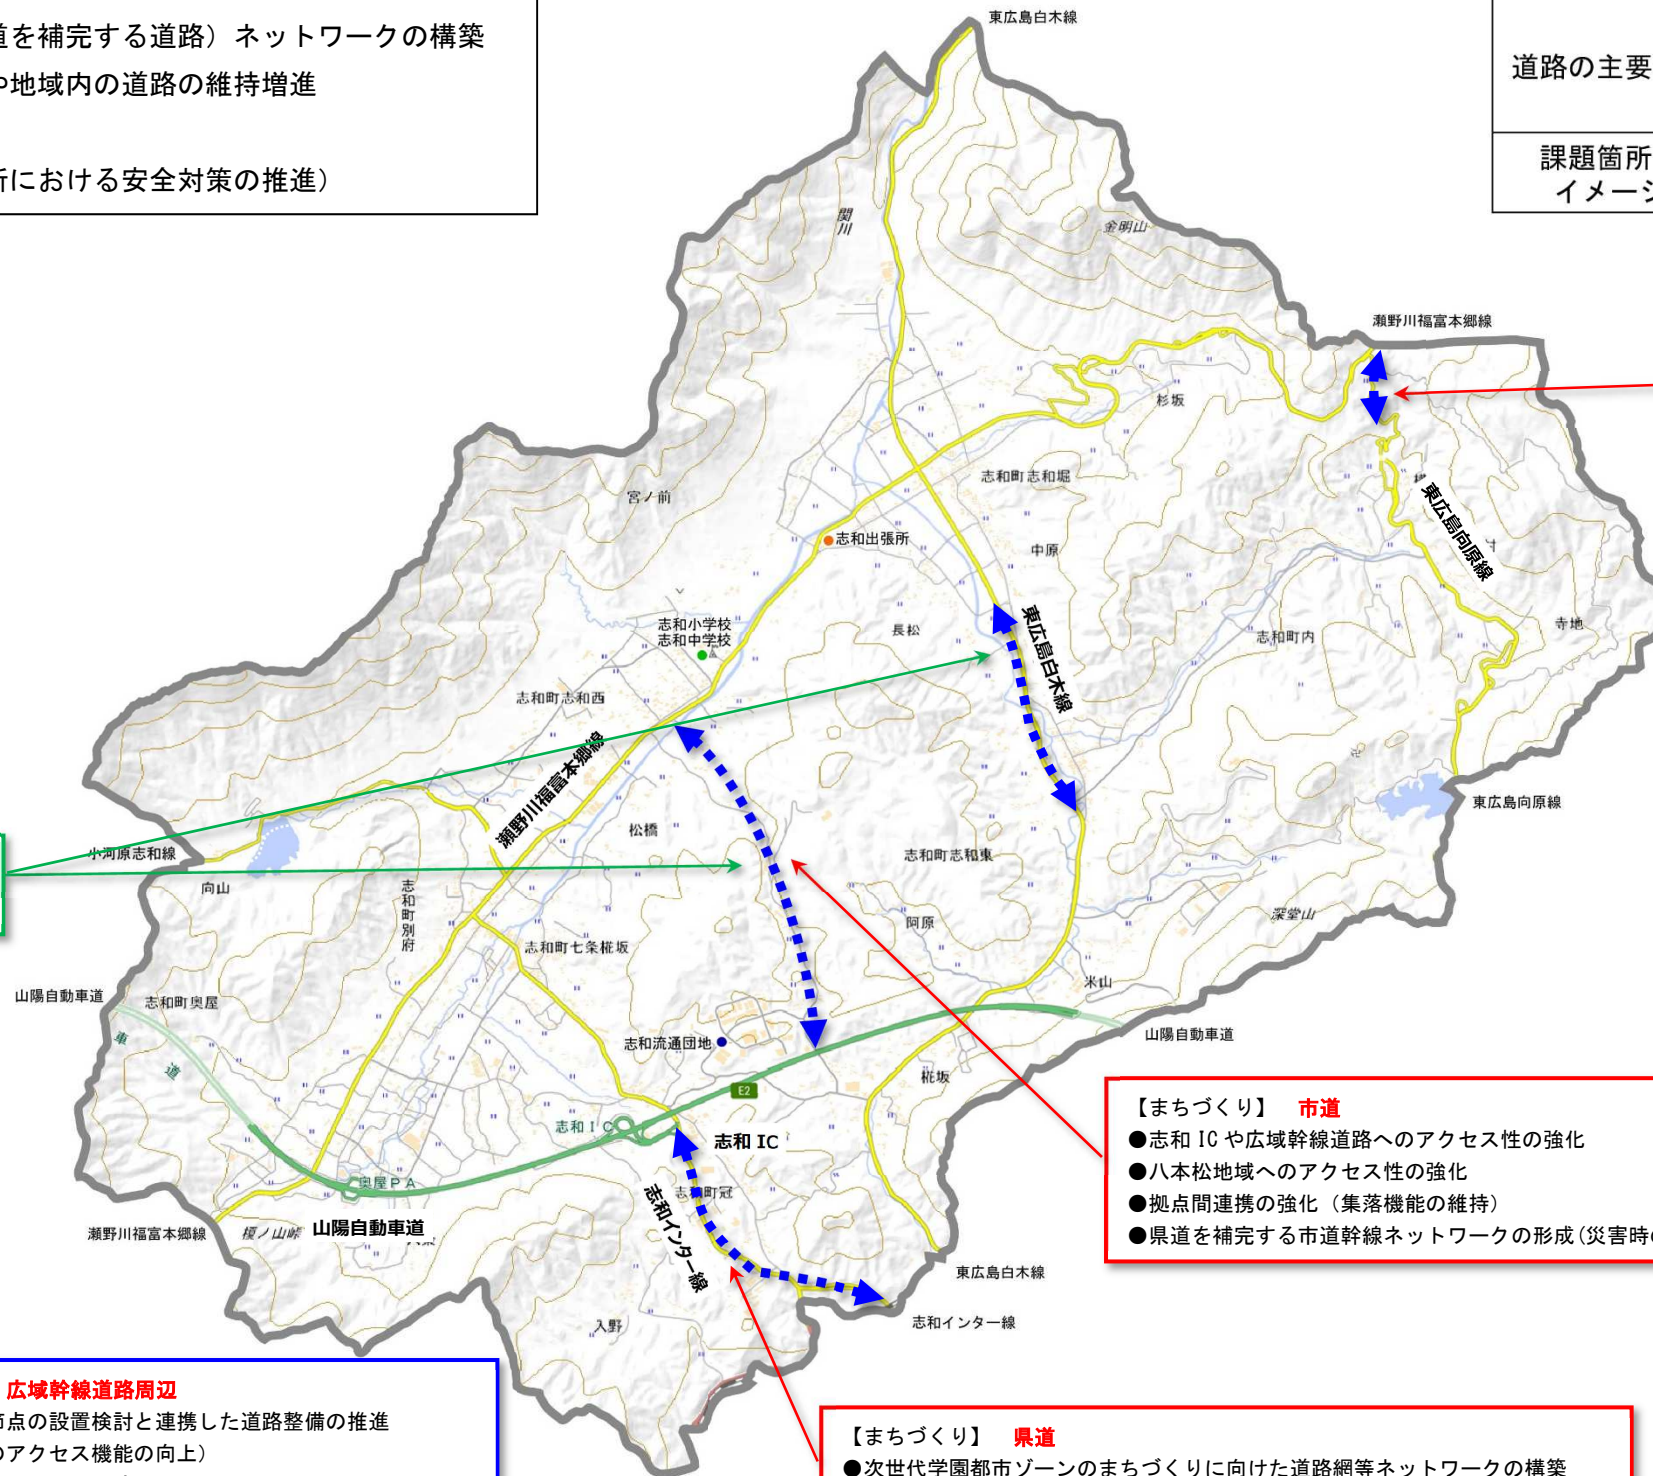 道を補完する道路）ネットワークの構築
や地域内の道路の維持増進
所における安全対策の推進）
道路の主要
課題箇所
イメージ
東広島白木線
関川
金明山
瀬野川福富本郷線
杉坂
志和町志和堀
宮ノ前
志和出張所
中原
東広島向原線
志和小学校
志和中学校
長松
東広島白木線
志和町内
寺地
志和町志和西
瀬野川福富本郷線
東広島向原線
松橋
小河原志和線
志和町志和東
向山
志和町別府
阿原
深堂山
志和町七条椛坂
米山
山陽自動車道
志和町奥屋
車道
志和流通団地
山陽自動車道
椛坂
E2
志和ＩＣ
志和 IC
奥屋ＰＡ
志和町冠
志和インター線
瀬野川福富本郷線
榎ノ山峠
山陽自動車道
東広島白木線
志和インター線
入野
【まちづくり】 市道
●志和 IC や広域幹線道路へのアクセス性の強化
●八本松地域へのアクセス性の強化
●拠点間連携の強化（集落機能の維持）
●県道を補完する市道幹線ネットワークの形成（災害時の
広域幹線道路周辺
節点の設置検討と連携した道路整備の推進
のアクセス機能の向上）
【まちづくり】 県道
●次世代学園都市ゾーンのまちづくりに向けた道路網等ネットワークの構築